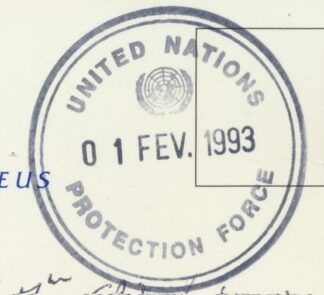 UNITED NATIONS
01 FEV. 1993
PROTECTION FORCE
EUS